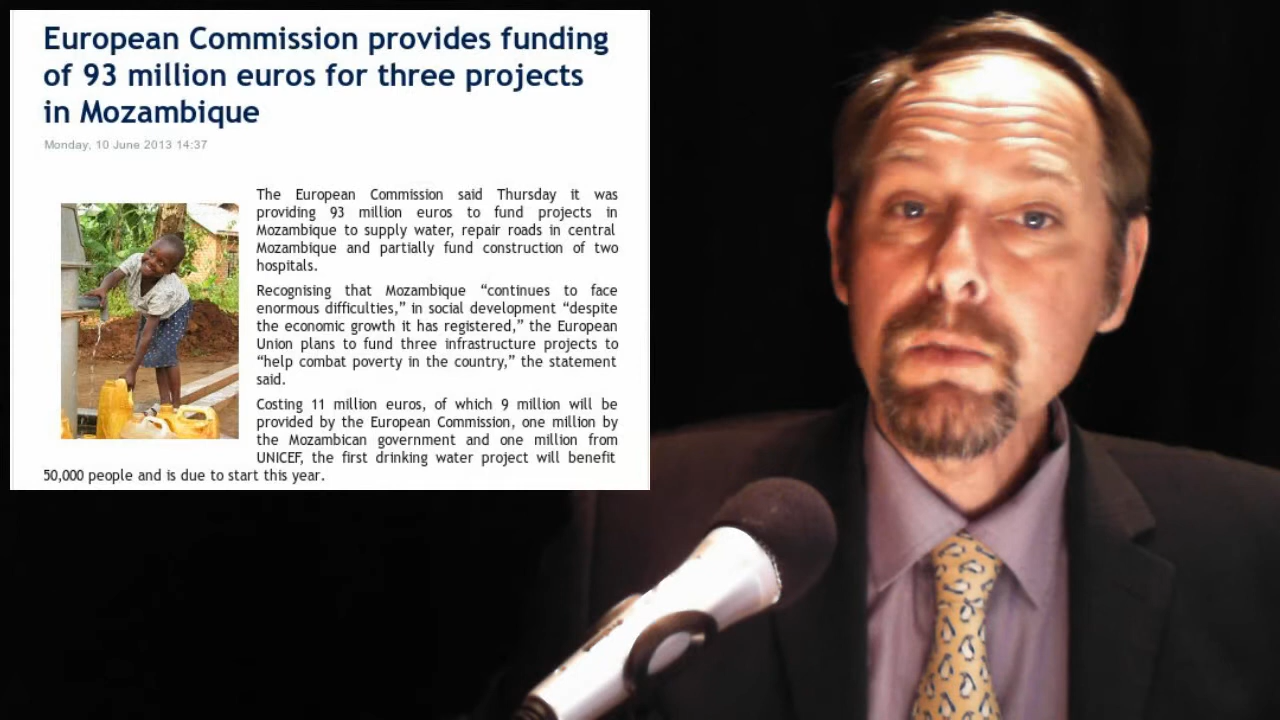 European Commission provides funding
of 93 million euros for three projects
in Mozambique
Monday, 10 June 2013 14:37
The European Commission said Thursday it was
providing 93 million euros to fund projects in
Mozambique to supply water, repair roads in central
Mozambique and partially fund construction of two
hospitals.
Recognising that Mozambique “continues to face
enormous difficulties,” in social development “despite
the economic growth it has registered,” the European
Union plans to fund three infrastructure projects to
“help combat poverty in the country,” the statement
said.
Costing 11 million euros, of which 9 million will be
provided by the European Commission, one million by
the Mozambican government and one million from
UNICEF, the first drinking water project will benefit
50,000 people and is due to start this year.